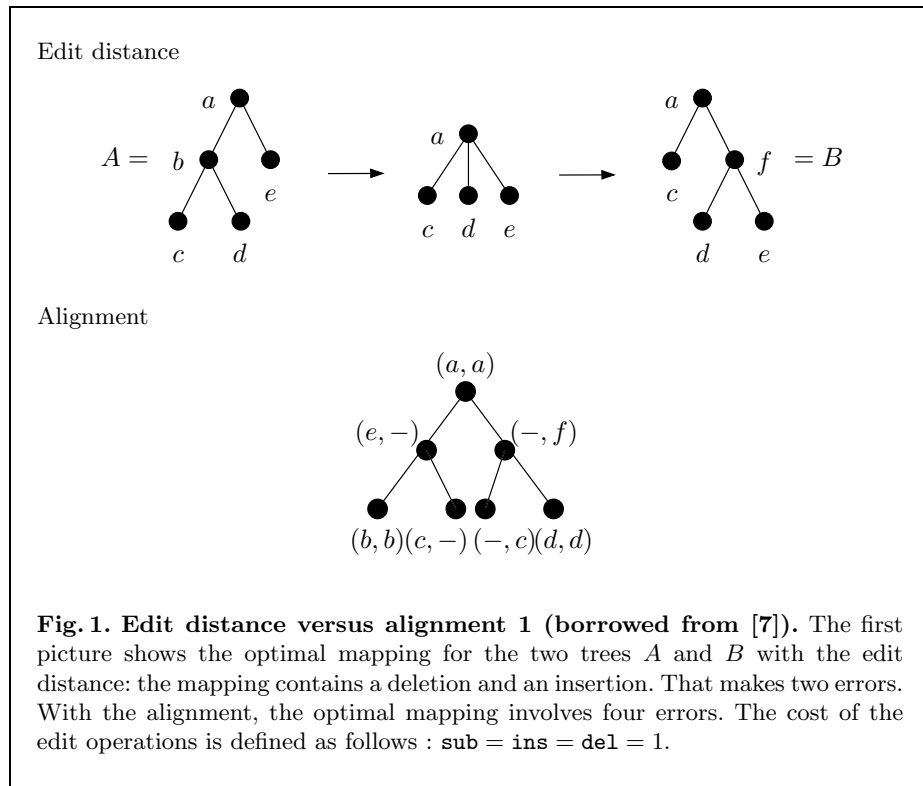 Edit distance
a
a
a
A =
b
f
= B
e
c
c
d
e
c
d
d
e
Alignment
(a, a)
(e, −)
(−, f)
(b, b)(c, −) (−, c)(d, d)
Fig. 1. Edit distance versus alignment 1 (borrowed from [7]). The first
picture shows the optimal mapping for the two trees A and B with the edit
distance: the mapping contains a deletion and an insertion. That makes two errors.
With the alignment, the optimal mapping involves four errors. The cost of the
edit operations is defined as follows : sub = ins = del = 1.